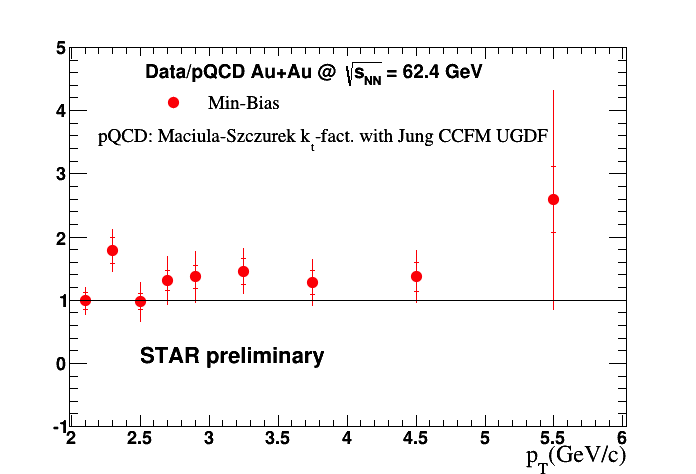 5
Data/pQCD Au+Au @ √sNN = 62.4 GeV
4
Min-Bias
pQCD: Maciula-Szczurek kt-fact. with Jung CCFM UGDF
3
2
1
0
STAR preliminary
-1
2 2.5 3 3.5 4 4.5 5 5.5 6
pT(GeV/c)